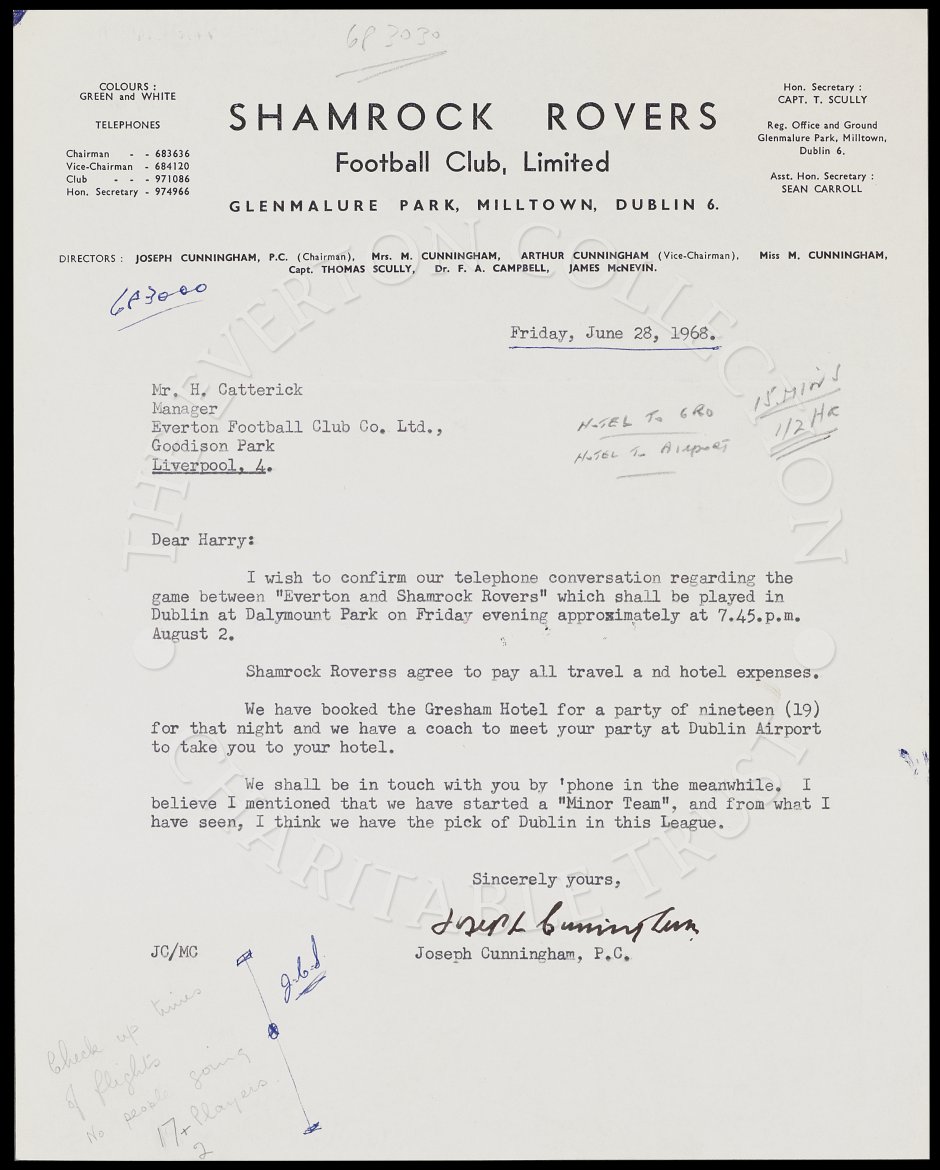 6P 3030
COLOURS :
GREEN and WHITE
TELEPHONES
Chairman - - 683636
Vice-Chairman - 684120
Club - - - 971086
Hon. Secretary - 974966
SHAMROCK ROVERS
Football Club, Limited
GLENMALURE PARK, MILLTOWN, DUBLIN 6.
Hon. Secretary :
CAPT. T. SCULLY
Reg. Office and Ground
Glenmalure Park, Milltown,
Dublin 6.
Asst. Hon. Secretary :
SEAN CARROLL
DIRECTORS : JOSEPH CUNNINGHAM, P.C. (Chairman), Mrs. M. CUNNINGHAM, ARTHUR CUNNINGHAM (Vice-Chairman), Miss M. CUNNINGHAM,
Capt. THOMAS SCULLY, Dr. F. A. CAMPBELL, JAMES McNEVIN.
6P3000
Friday, June 28, 1968.
Mr. H. Catterick
Manager
Everton Football Club Co. Ltd.,
Goodison Park
Liverpool, 4.
HOTEL TO GRO 15 MINS
HOTEL To AIRPORT 1/2 HR
Dear Harry:
I wish to confirm our telephone conversation regarding the
game between "Everton and Shamrock Rovers" which shall be played in
Dublin at Dalymount Park on Friday evening approximately at 7.45.p.m.
August 2.
Shamrock Roverss agree to pay all travel a nd hotel expenses.
We have booked the Gresham Hotel for a party of nineteen (19)
for that night and we have a coach to meet your party at Dublin Airport
to take you to your hotel.
We shall be in touch with you by 'phone in the meanwhile. I
believe I mentioned that we have started a "Minor Team", and from what I
have seen, I think we have the pick of Dublin in this League.
Sincerely yours,
Joseph Cunningham
JC/MC
Joseph Cunningham, P.C.
Check up times
of flights
No people going
17+ Players
2
THE EVERTON COLLECTION
CHARITABLE TRUST